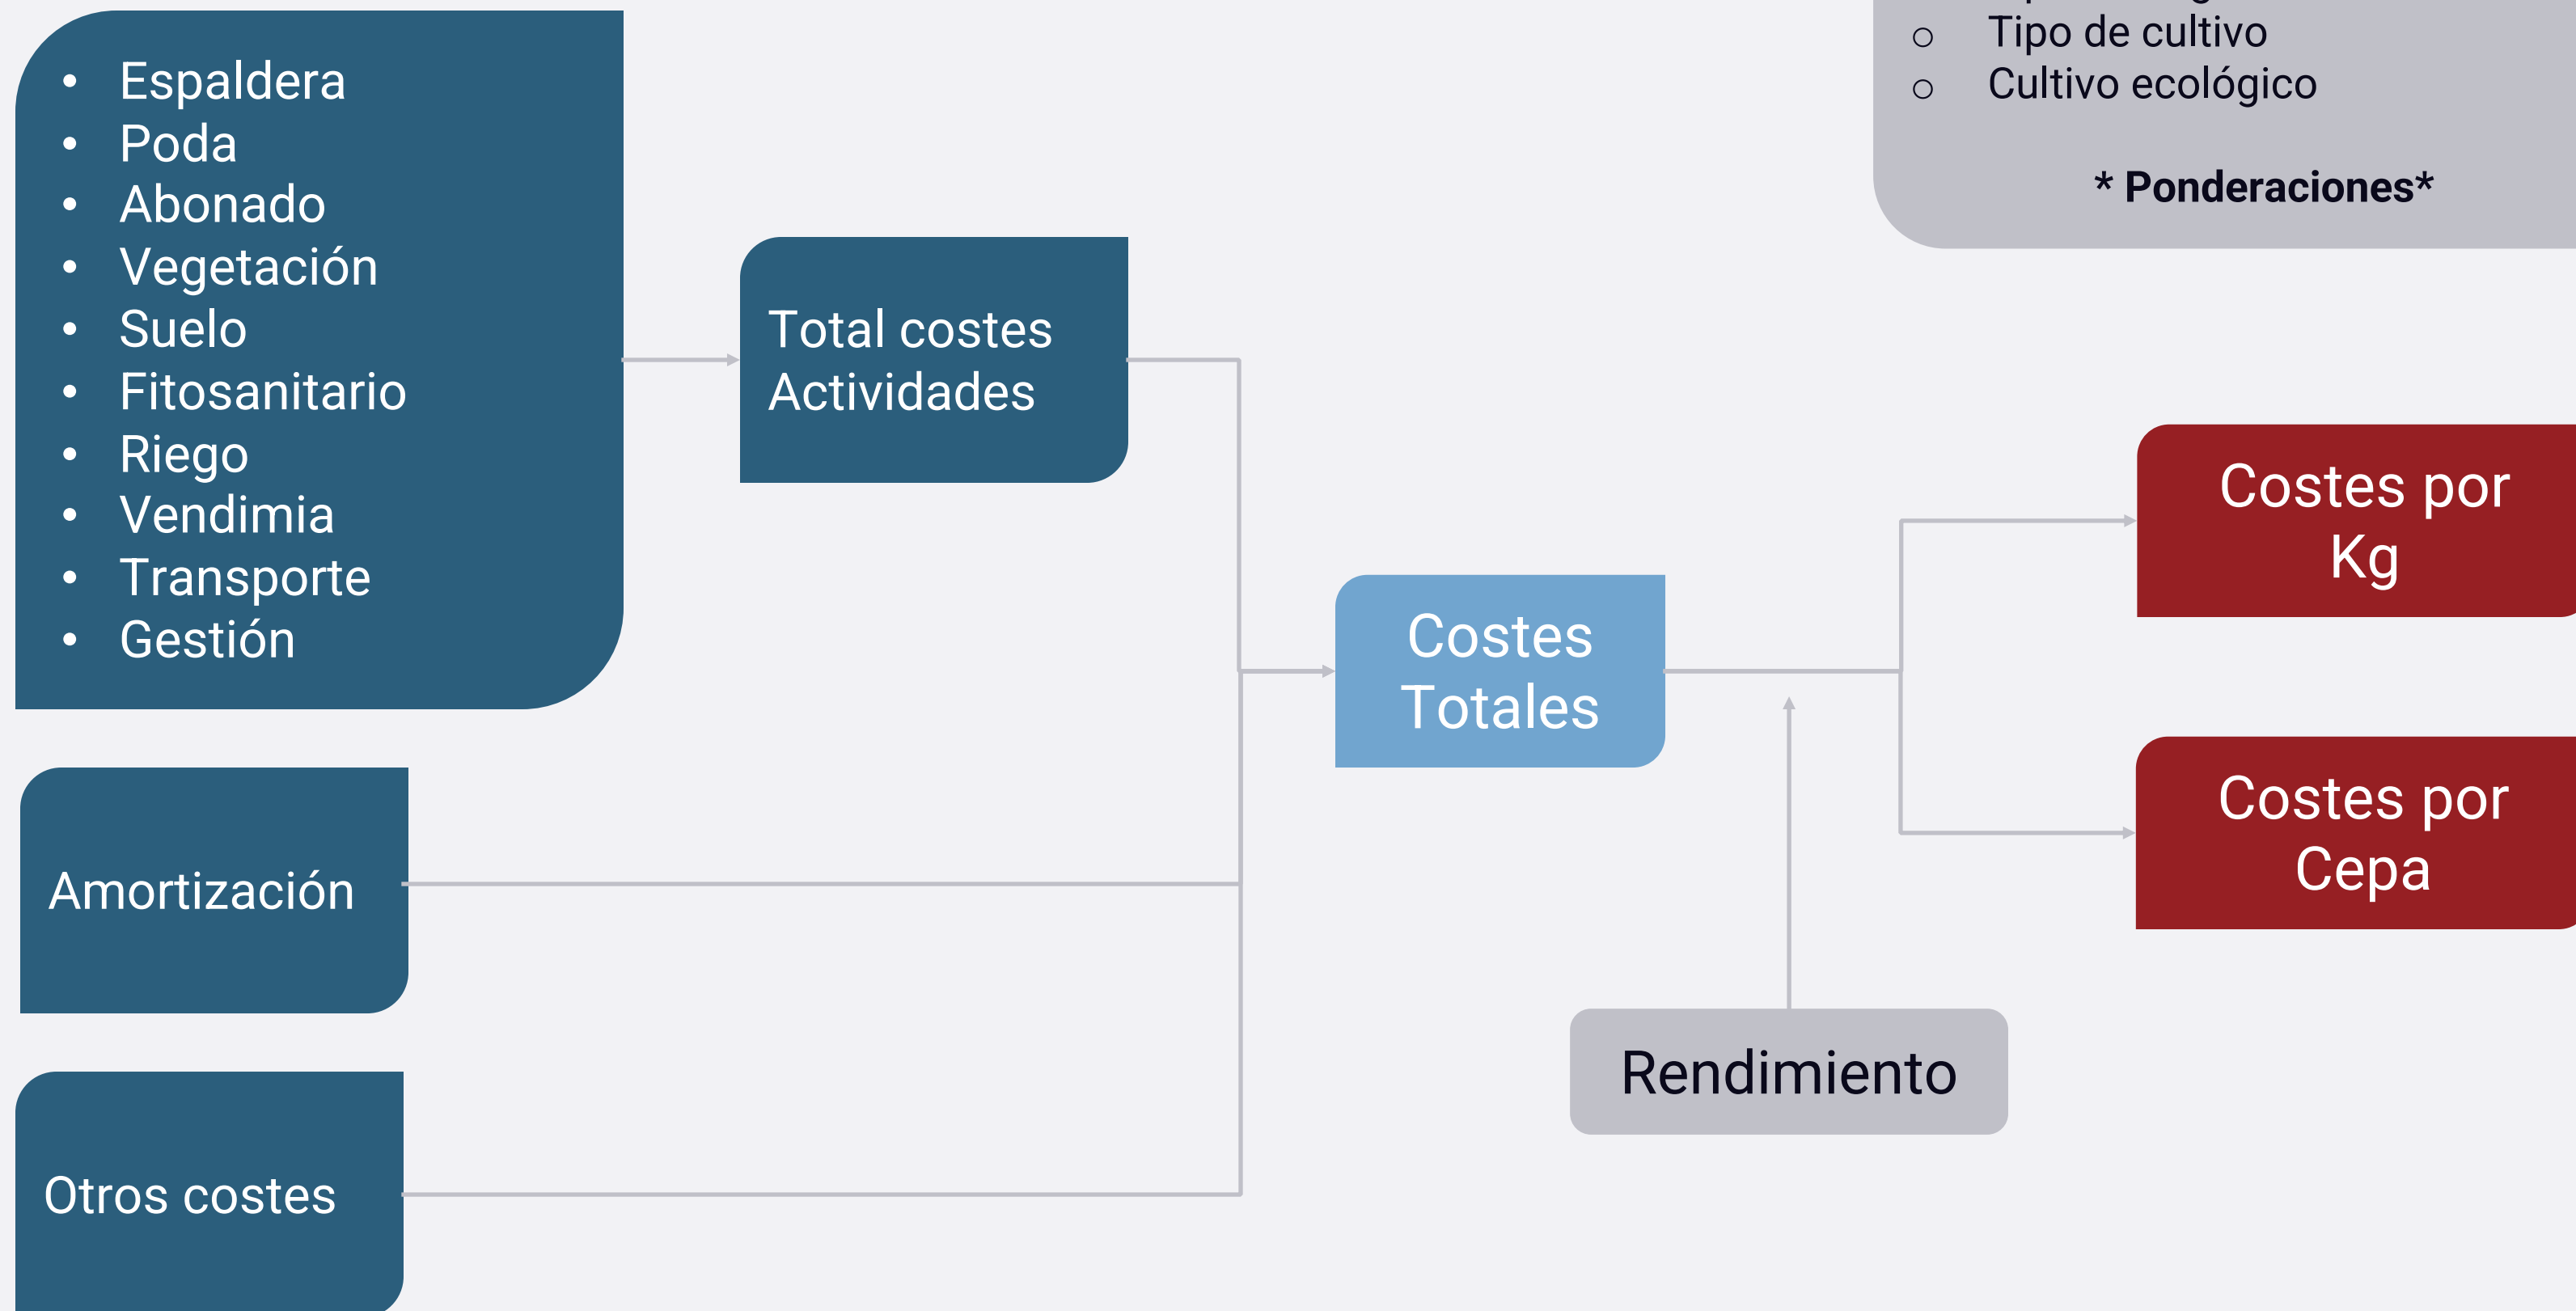 Espaldera
Poda
Abonado
Vegetación
Suelo
Fitosanitario
Riego
Vendimia
Transporte
Gestión
Total costes
Actividades
Tipo de cultivo
Cultivo ecológico
* Ponderaciones*
Costes
Totales
Costes por
Kg
Costes por
Cepa
Amortización
Rendimiento
Otros costes